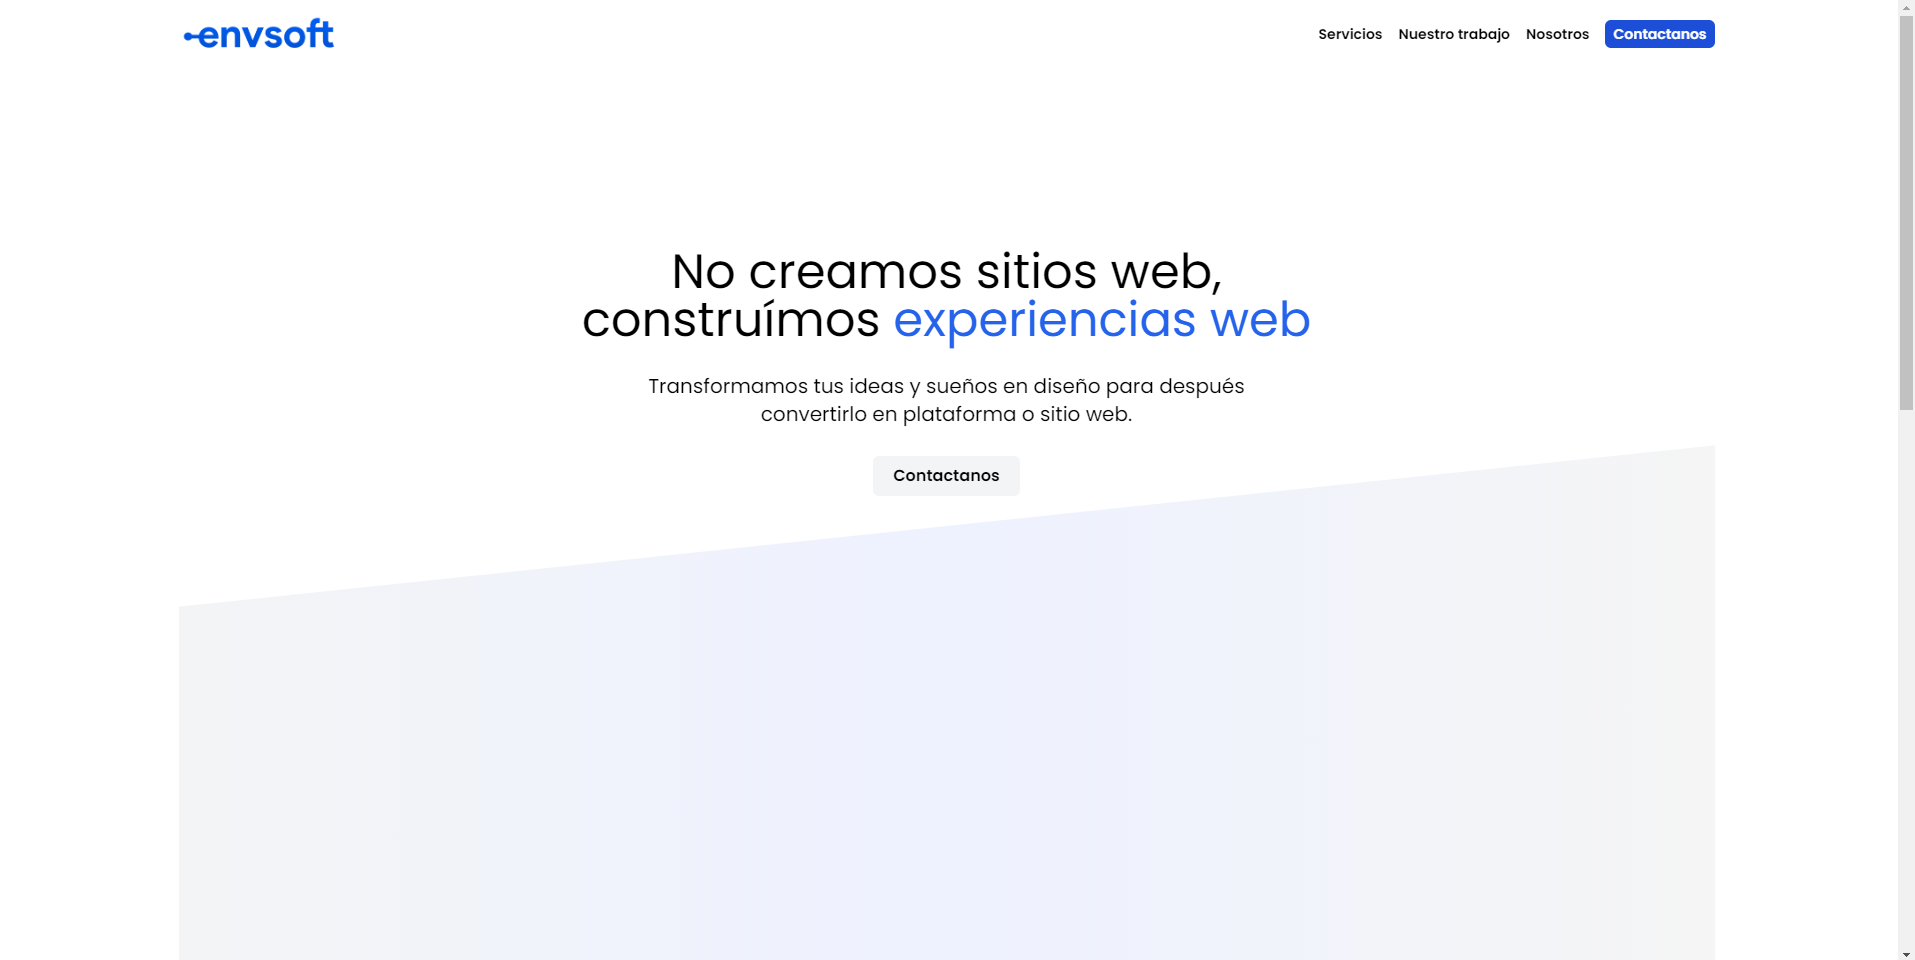 envsoft
Servicios
Nuestro trabajo
Nosotros
Contactanos
No creamos sitios web,
construímos experiencias web
Transformamos tus ideas y sueños en diseño para después
convertirlo en plataforma o sitio web.
Contactanos